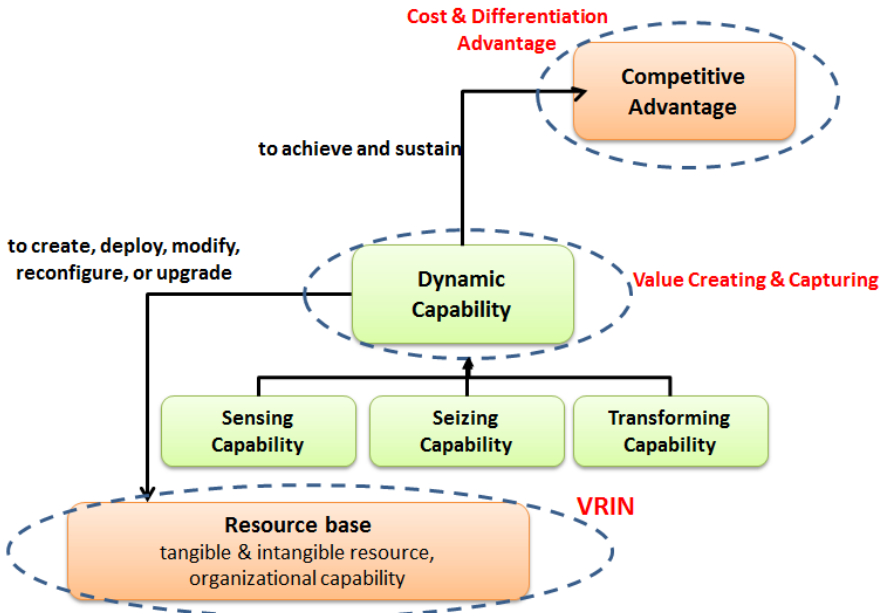 Cost & Differentiation
Advantage
Competitive
Advantage
to achieve and sustain
to create, deploy, modify,
reconfigure, or upgrade
Dynamic
Capability
Value Creating & Capturing
Sensing
Capability
Seizing
Capability
Transforming
Capability
VRIN
Resource base
tangible & intangible resource,
organizational capability